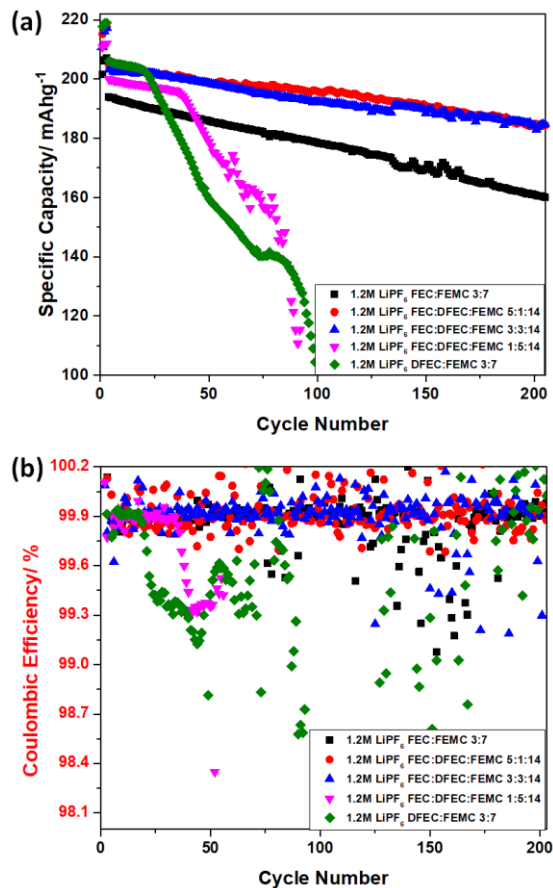 (a)
220
200
180
160
140
120
100
Specific Capacity/ mAhg⁻¹
1.2M LiPF₆ FEC:FEMC 3:7
1.2M LiPF₆ FEC:DFEC:FEMC 5:1:14
1.2M LiPF₆ FEC:DFEC:FEMC 3:3:14
1.2M LiPF₆ FEC:DFEC:FEMC 1:5:14
1.2M LiPF₆ DFEC:FEMC 3:7
0 50 100 150 200
Cycle Number
(b)
100.2
99.9
99.6
99.3
99.0
98.7
98.4
98.1
Coulombic Efficiency/ %
1.2M LiPF₆ FEC:FEMC 3:7
1.2M LiPF₆ FEC:DFEC:FEMC 5:1:14
1.2M LiPF₆ FEC:DFEC:FEMC 3:3:14
1.2M LiPF₆ FEC:DFEC:FEMC 1:5:14
1.2M LiPF₆ DFEC:FEMC 3:7
0 50 100 150 200
Cycle Number